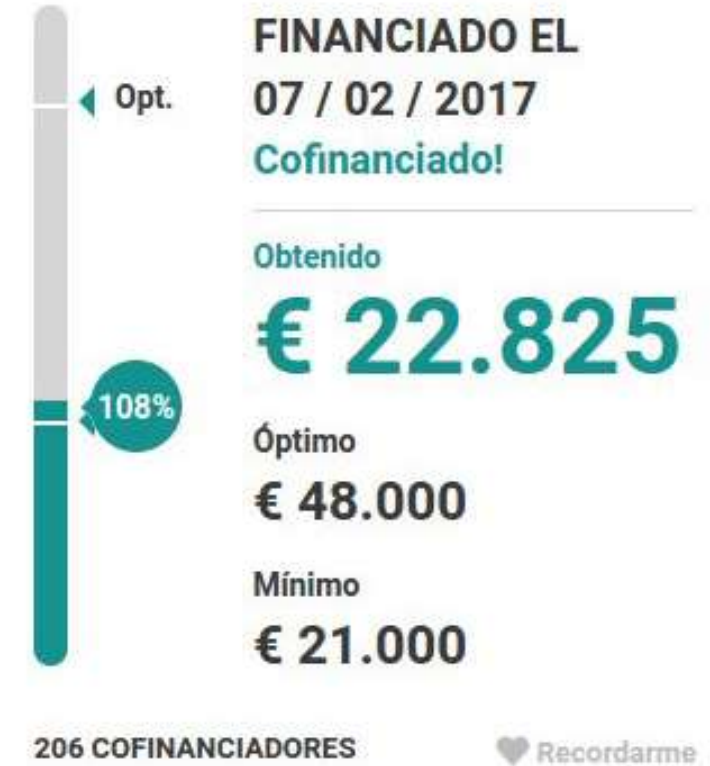 FINANCIADO EL
Opt.
07 / 02 / 2017
Cofinanciado!
Obtenido
€ 22.825
108%
Óptimo
€ 48.000
Mínimo
€ 21.000
206 COFINANCIADORES
Recordarme